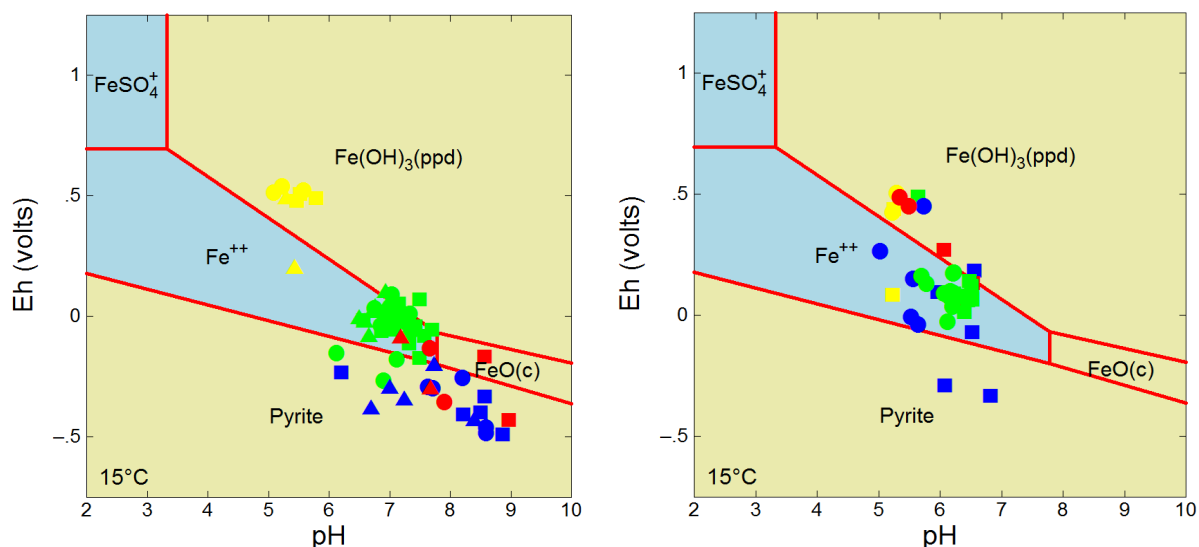 1
.5
0
–.5
Eh (volts)
FeSO₄⁺
Fe(OH)₃(ppd)
Fe⁺⁺
FeO(c)
Pyrite
15°C
2 3 4 5 6 7 8 9 10
pH
1
.5
0
–.5
Eh (volts)
FeSO₄⁺
Fe(OH)₃(ppd)
Fe⁺⁺
FeO(c)
Pyrite
15°C
2 3 4 5 6 7 8 9 10
pH